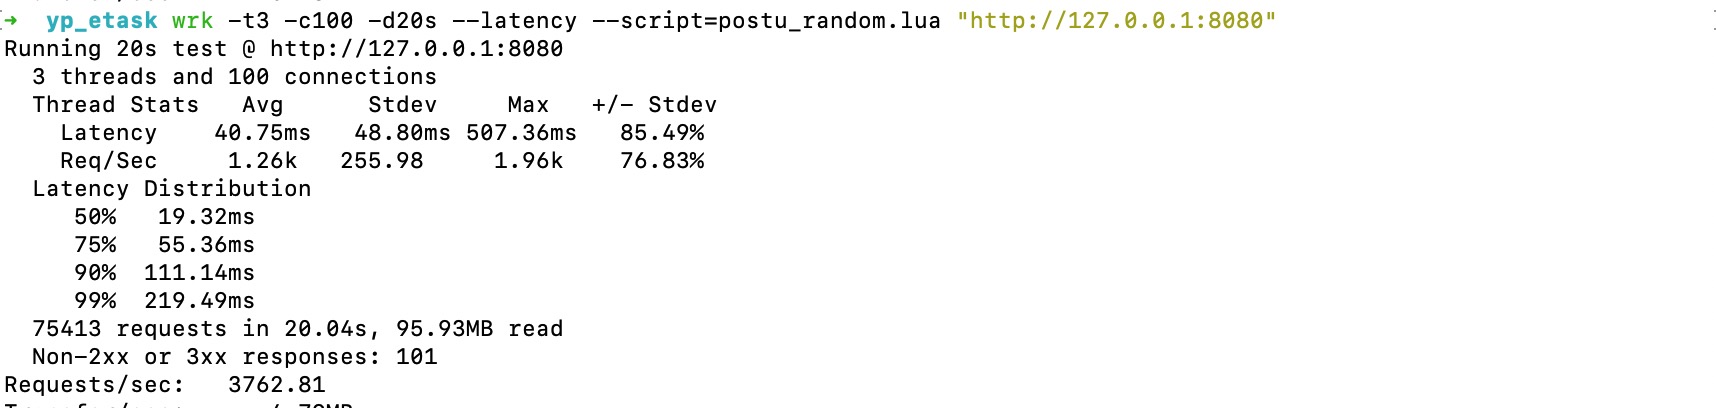 ➜  yp_etask wrk -t3 -c100 -d20s --latency --script=postu_random.lua "http://127.0.0.1:8080"
Running 20s test @ http://127.0.0.1:8080
  3 threads and 100 connections
  Thread Stats   Avg      Stdev     Max   +/- Stdev
    Latency    40.75ms   48.80ms 507.36ms   85.49%
    Req/Sec     1.26k   255.98     1.96k    76.83%
  Latency Distribution
     50%   19.32ms
     75%   55.36ms
     90%  111.14ms
     99%  219.49ms
  75413 requests in 20.04s, 95.93MB read
  Non-2xx or 3xx responses: 101
Requests/sec:   3762.81